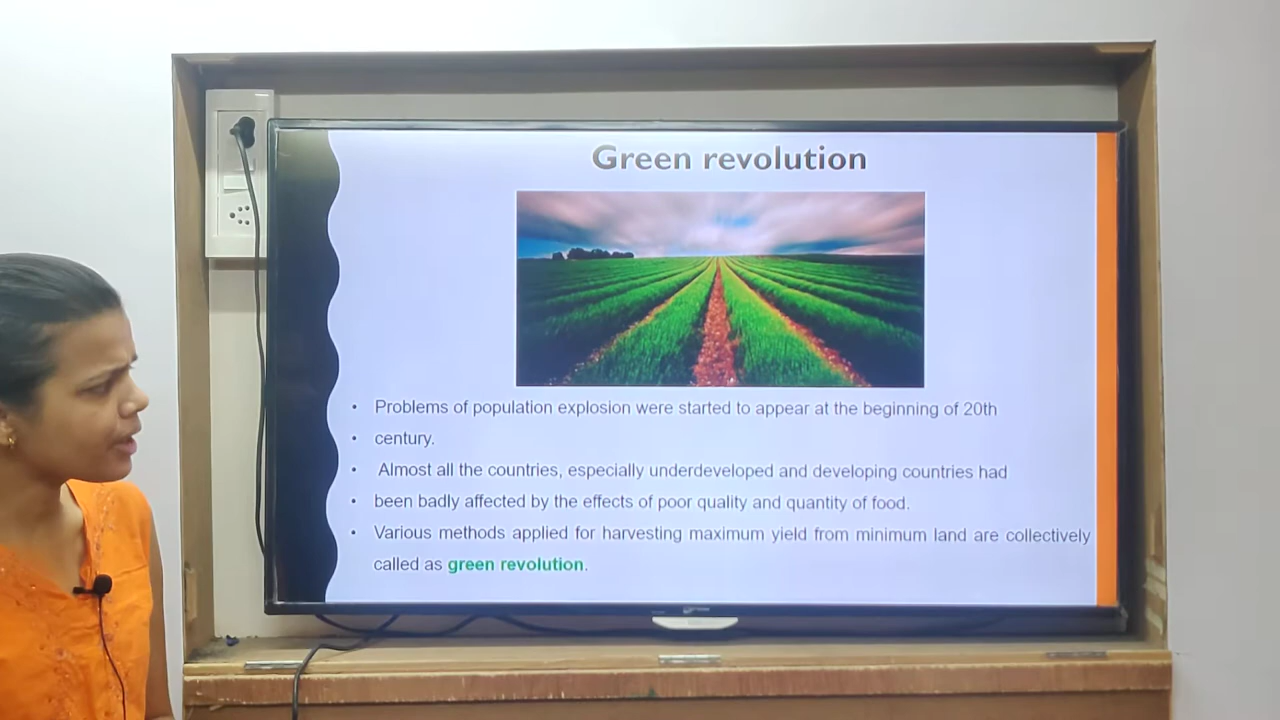 Green revolution
• Problems of population explosion were started to appear at the beginning of 20th
• century.
• Almost all the countries, especially underdeveloped and developing countries had
• been badly affected by the effects of poor quality and quantity of food.
• Various methods applied for harvesting maximum yield from minimum land are collectively
called as green revolution.